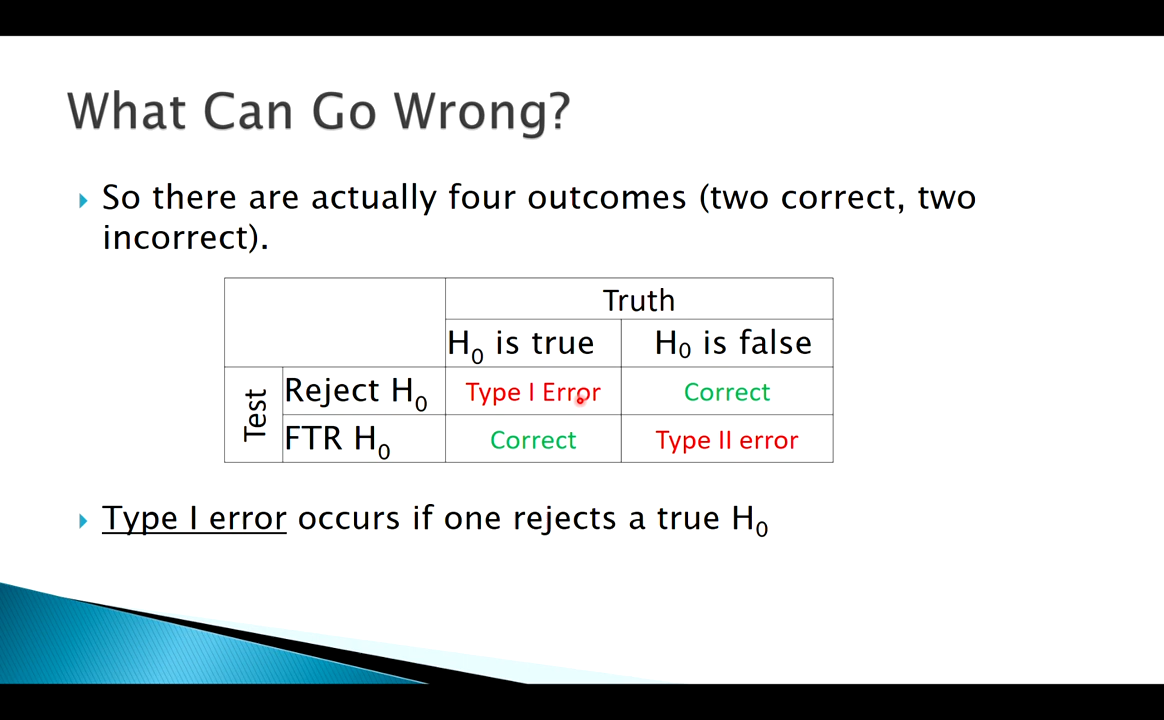 What Can Go Wrong?
So there are actually four outcomes (two correct, two
incorrect).
Truth
H₀ is true H₀ is false
Test
Reject H₀ Type I Error Correct
FTR H₀ Correct Type II error
Type I error occurs if one rejects a true H₀